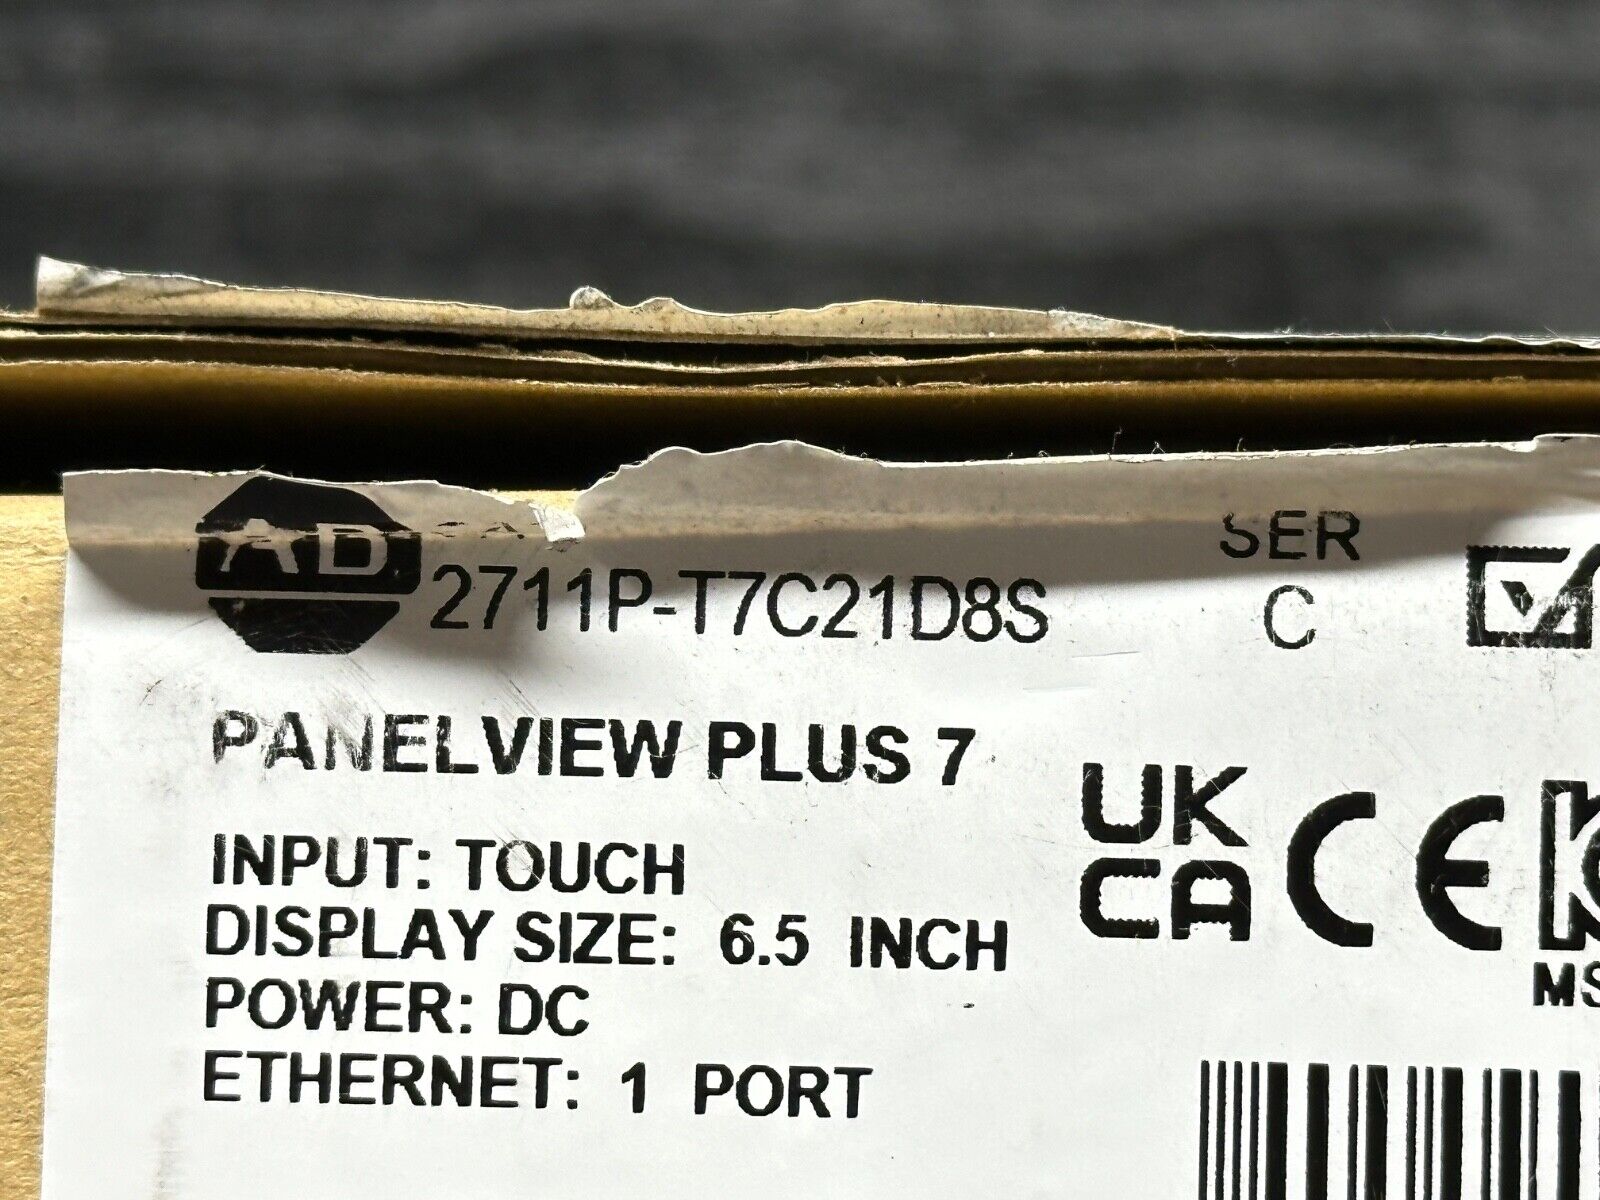 AB
SER
2711P-T7C21D8S
C
PANELVIEW PLUS 7
UK
CA
CE
INPUT: TOUCH
DISPLAY SIZE: 6.5 INCH
POWER: DC
ETHERNET: 1 PORT